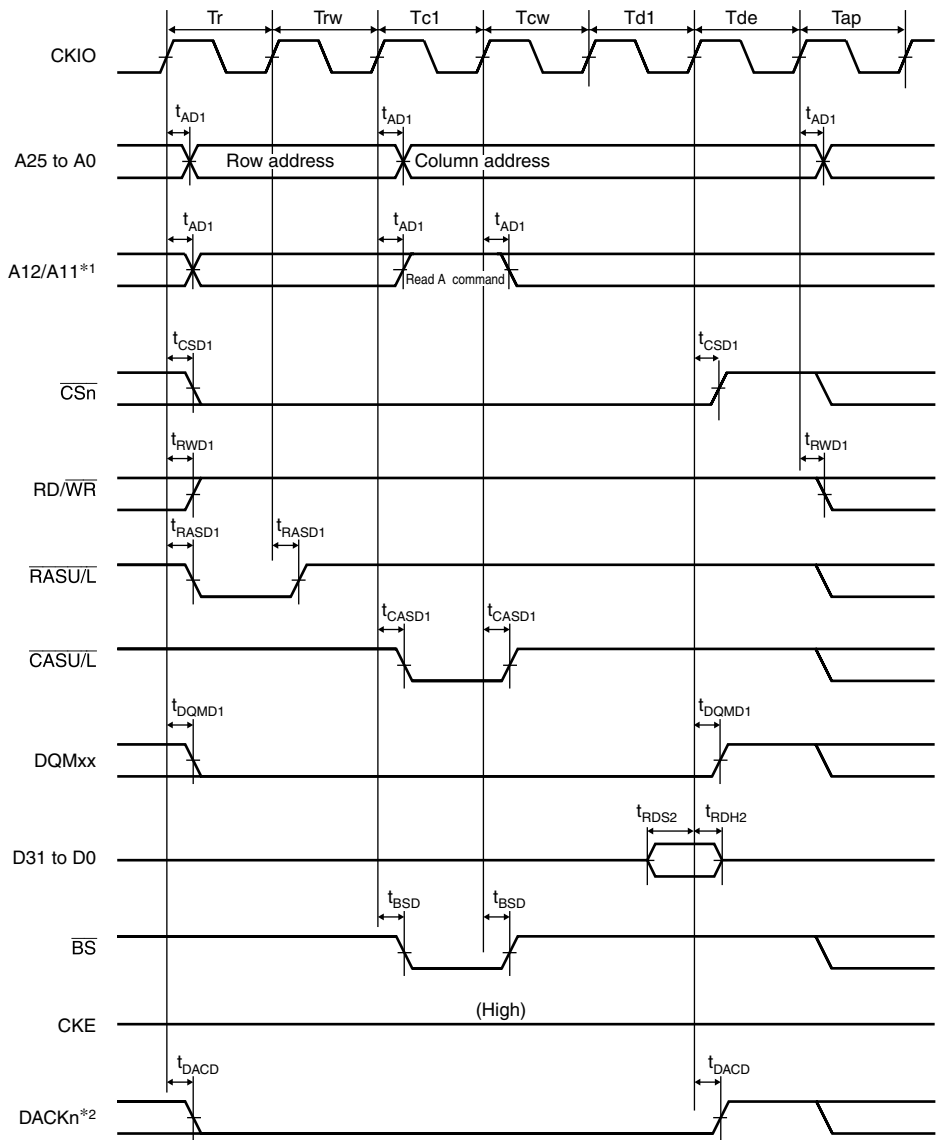 Tr Trw Tc1 Tcw Td1 Tde Tap
CKIO
tAD1 tAD1 tAD1
A25 to A0 Row address Column address
tAD1 tAD1 tAD1
A12/A11*1 Read A command
tCSD1 tCSD1
CSn
tRWD1 tRWD1
RD/WR
tRASD1 tRASD1
RASU/L
tCASD1 tCASD1
CASU/L
tDQMD1 tDQMD1
DQMxx
tRDS2 tRDH2
D31 to D0
tBSD tBSD
BS
(High)
CKE
tDACD tDACD
DACKn*2